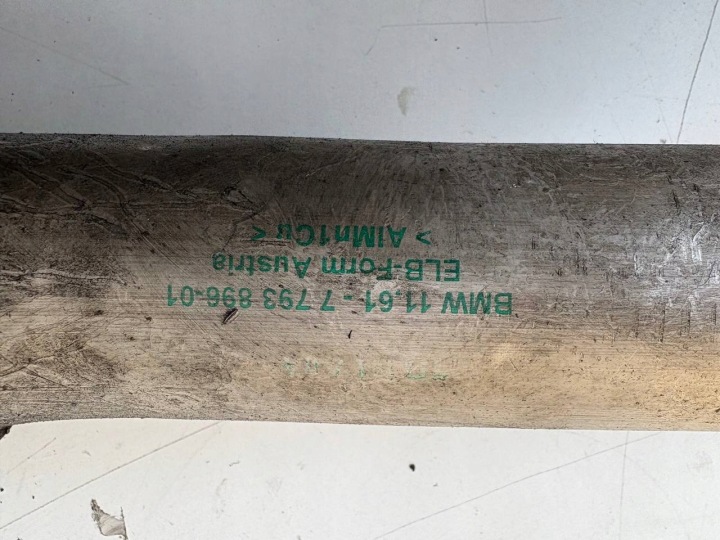 BMW 11.61 - 7 793 896-01
ELB-Form Austria
> AlMn1Cu <